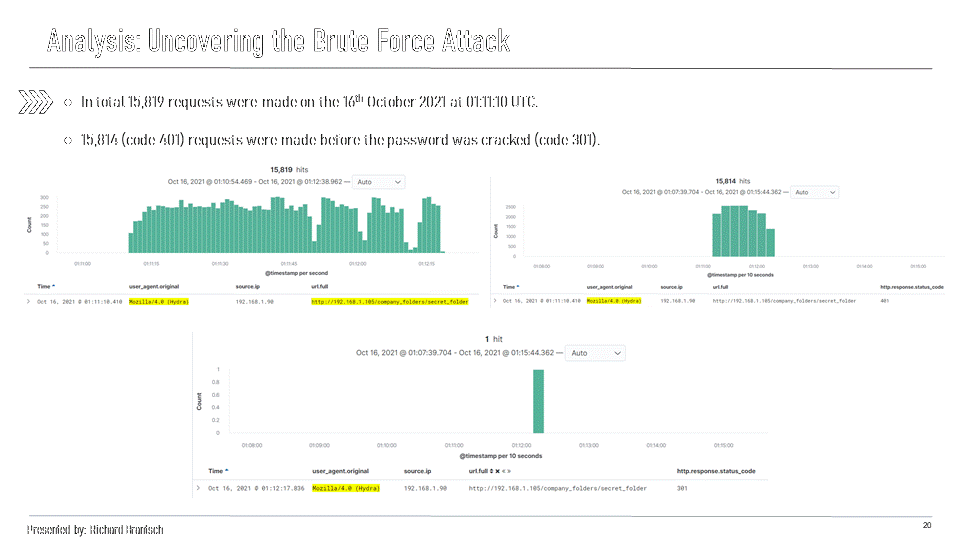 Analysis: Uncovering the Brute Force Attack
○ In total 15,819 requests were made on the 16th October 2021 at 01:11:10 UTC.
○ 15,814 (code 401) requests were made before the password was cracked (code 301).
15,819 hits
Oct 16, 2021 @ 01:10:54.469 - Oct 16, 2021 @ 01:12:38.962 — Auto
Count
300
250
200
150
100
50
0
01:11:00 01:11:15 01:11:30 01:11:45 01:12:00 01:12:15
@timestamp per second
Time user_agent.original source.ip url.full
> Oct 16, 2021 @ 01:11:10.410 Mozilla/4.0 (Hydra) 192.168.1.90 http://192.168.1.105/company_folders/secret_folder
15,814 hits
Oct 16, 2021 @ 01:07:39.704 - Oct 16, 2021 @ 01:15:44.362 — Auto
Count
2500
2000
1500
1000
500
0
01:08:00 01:09:00 01:10:00 01:11:00 01:12:00 01:13:00 01:14:00 01:15:00
@timestamp per 10 seconds
Time user_agent.original source.ip url.full http.response.status_code
> Oct 16, 2021 @ 01:11:10.410 Mozilla/4.0 (Hydra) 192.168.1.90 http://192.168.1.105/company_folders/secret_folder 401
1 hit
Oct 16, 2021 @ 01:07:39.704 - Oct 16, 2021 @ 01:15:44.362 — Auto
Count
1
0.8
0.6
0.4
0.2
0
01:08:00 01:09:00 01:10:00 01:11:00 01:12:00 01:13:00 01:14:00 01:15:00
@timestamp per 10 seconds
Time user_agent.original source.ip url.full http.response.status_code
> Oct 16, 2021 @ 01:12:17.836 Mozilla/4.0 (Hydra) 192.168.1.90 http://192.168.1.105/company_folders/secret_folder 301
Presented by: Richard
20